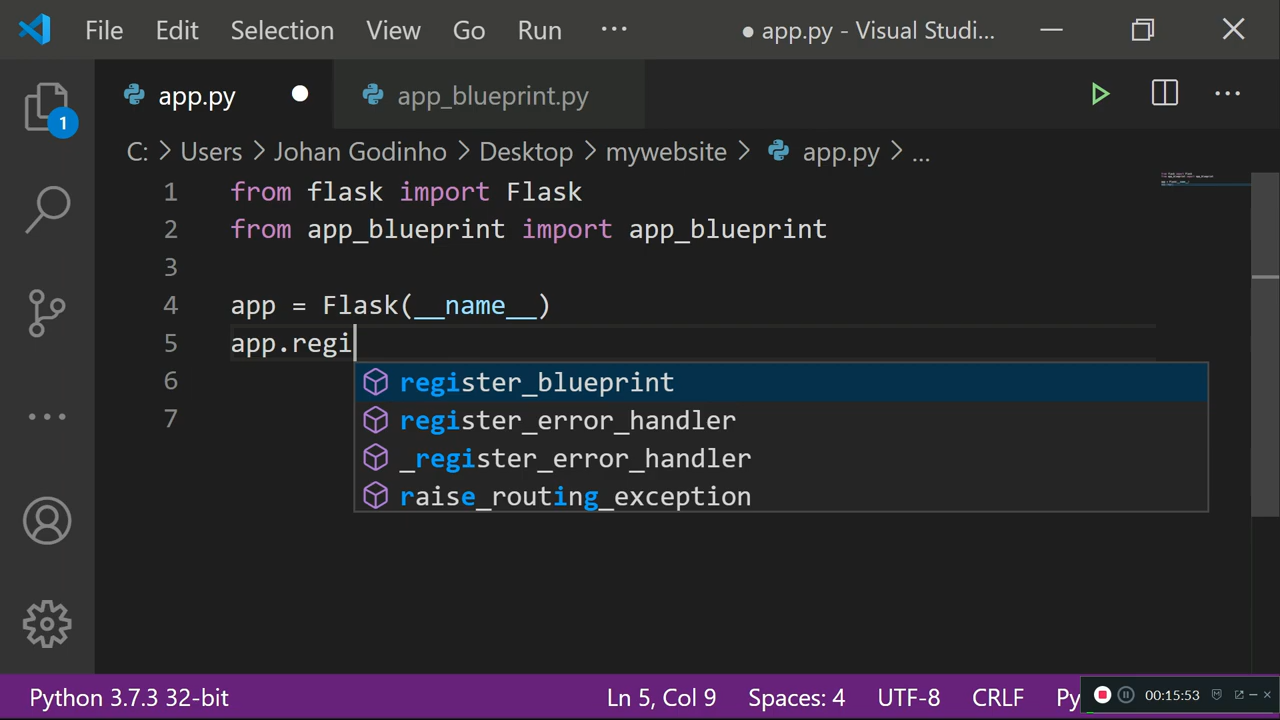 File Edit Selection View Go Run ··· ● app.py - Visual Studi...
app.py ● app_blueprint.py ···
1
C: > Users > Johan Godinho > Desktop > mywebsite > app.py > ...
1 from flask import Flask
2 from app_blueprint import app_blueprint
3
4 app = Flask(__name__)
5 app.regi
6 register_blueprint
7 register_error_handler
_register_error_handler
raise_routing_exception
Python 3.7.3 32-bit Ln 5, Col 9 Spaces: 4 UTF-8 CRLF Py 00:15:53